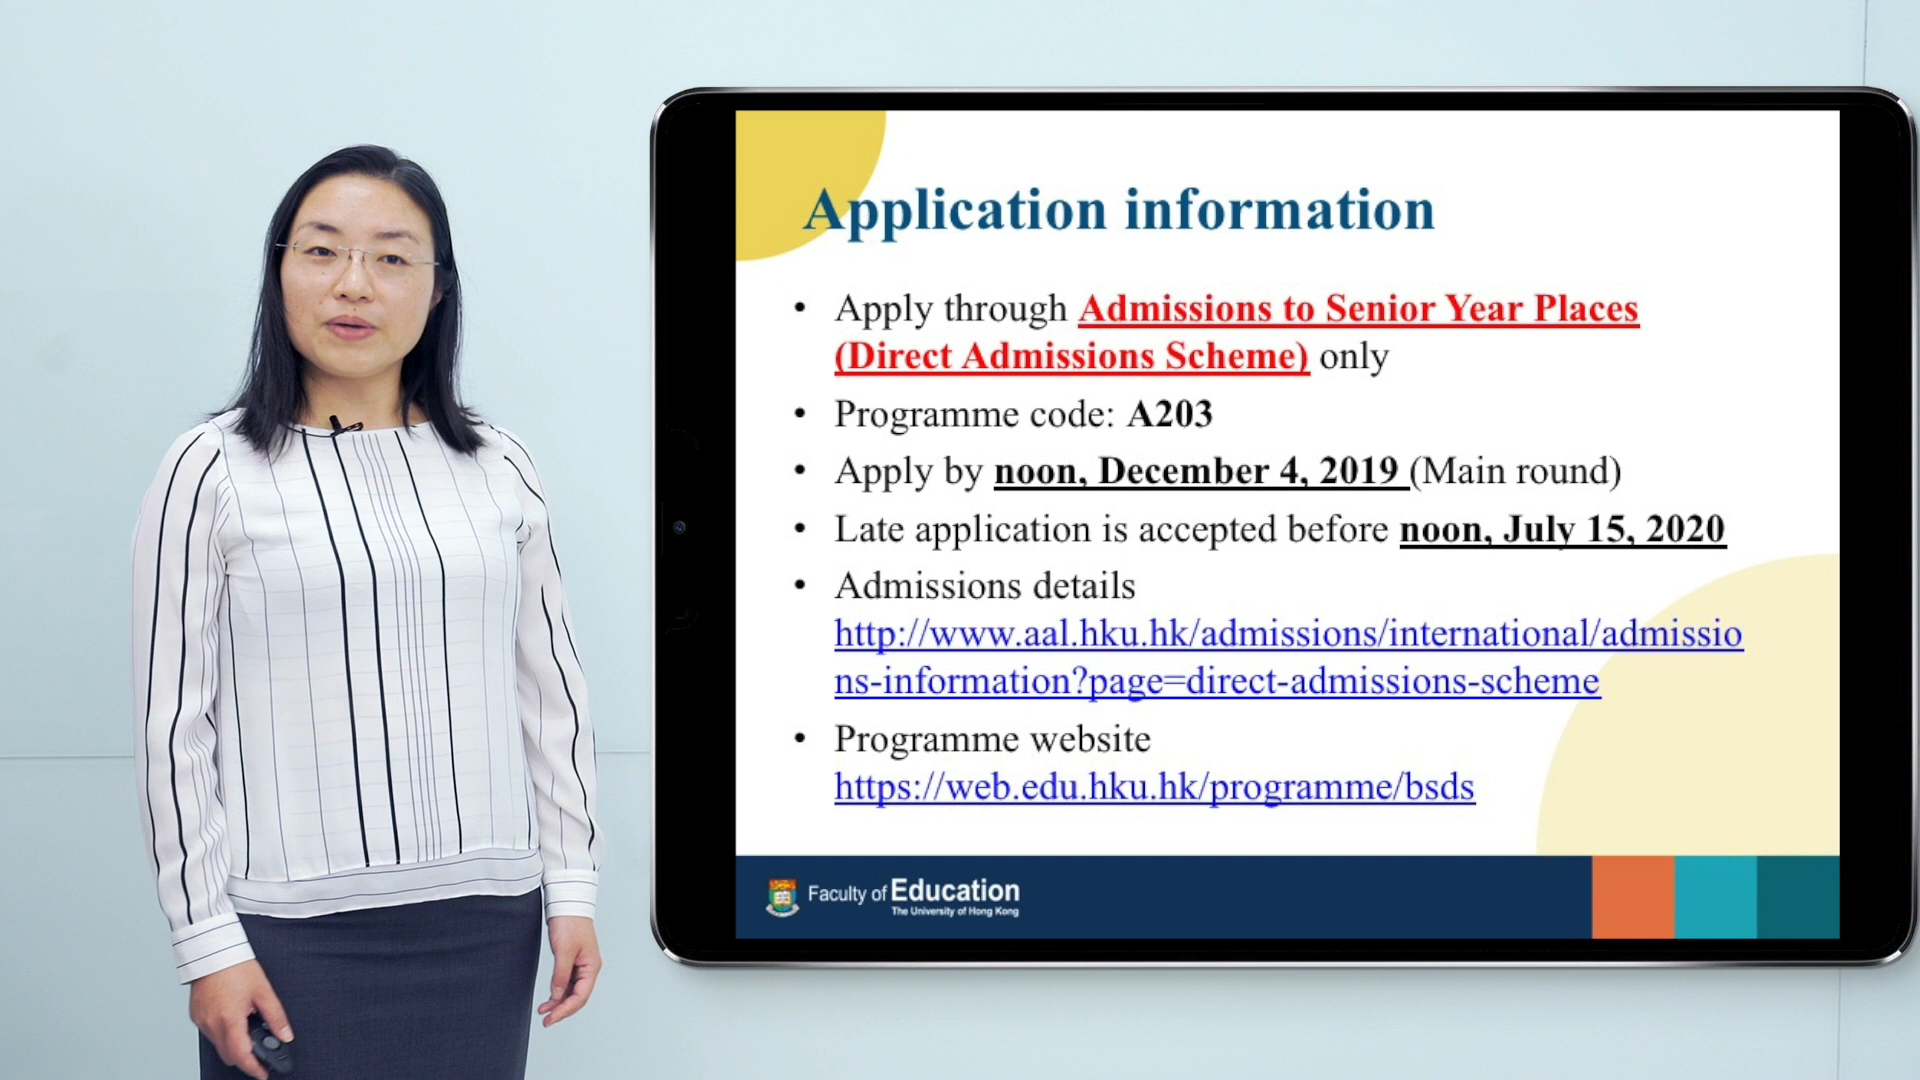 Application information
• Apply through Admissions to Senior Year Places
(Direct Admissions Scheme) only
• Programme code: A203
• Apply by noon, December 4, 2019 (Main round)
• Late application is accepted before noon, July 15, 2020
• Admissions details
http://www.aal.hku.hk/admissions/international/admissio
ns-information?page=direct-admissions-scheme
• Programme website
https://web.edu.hku.hk/programme/bsds
Faculty of Education
The University of Hong Kong